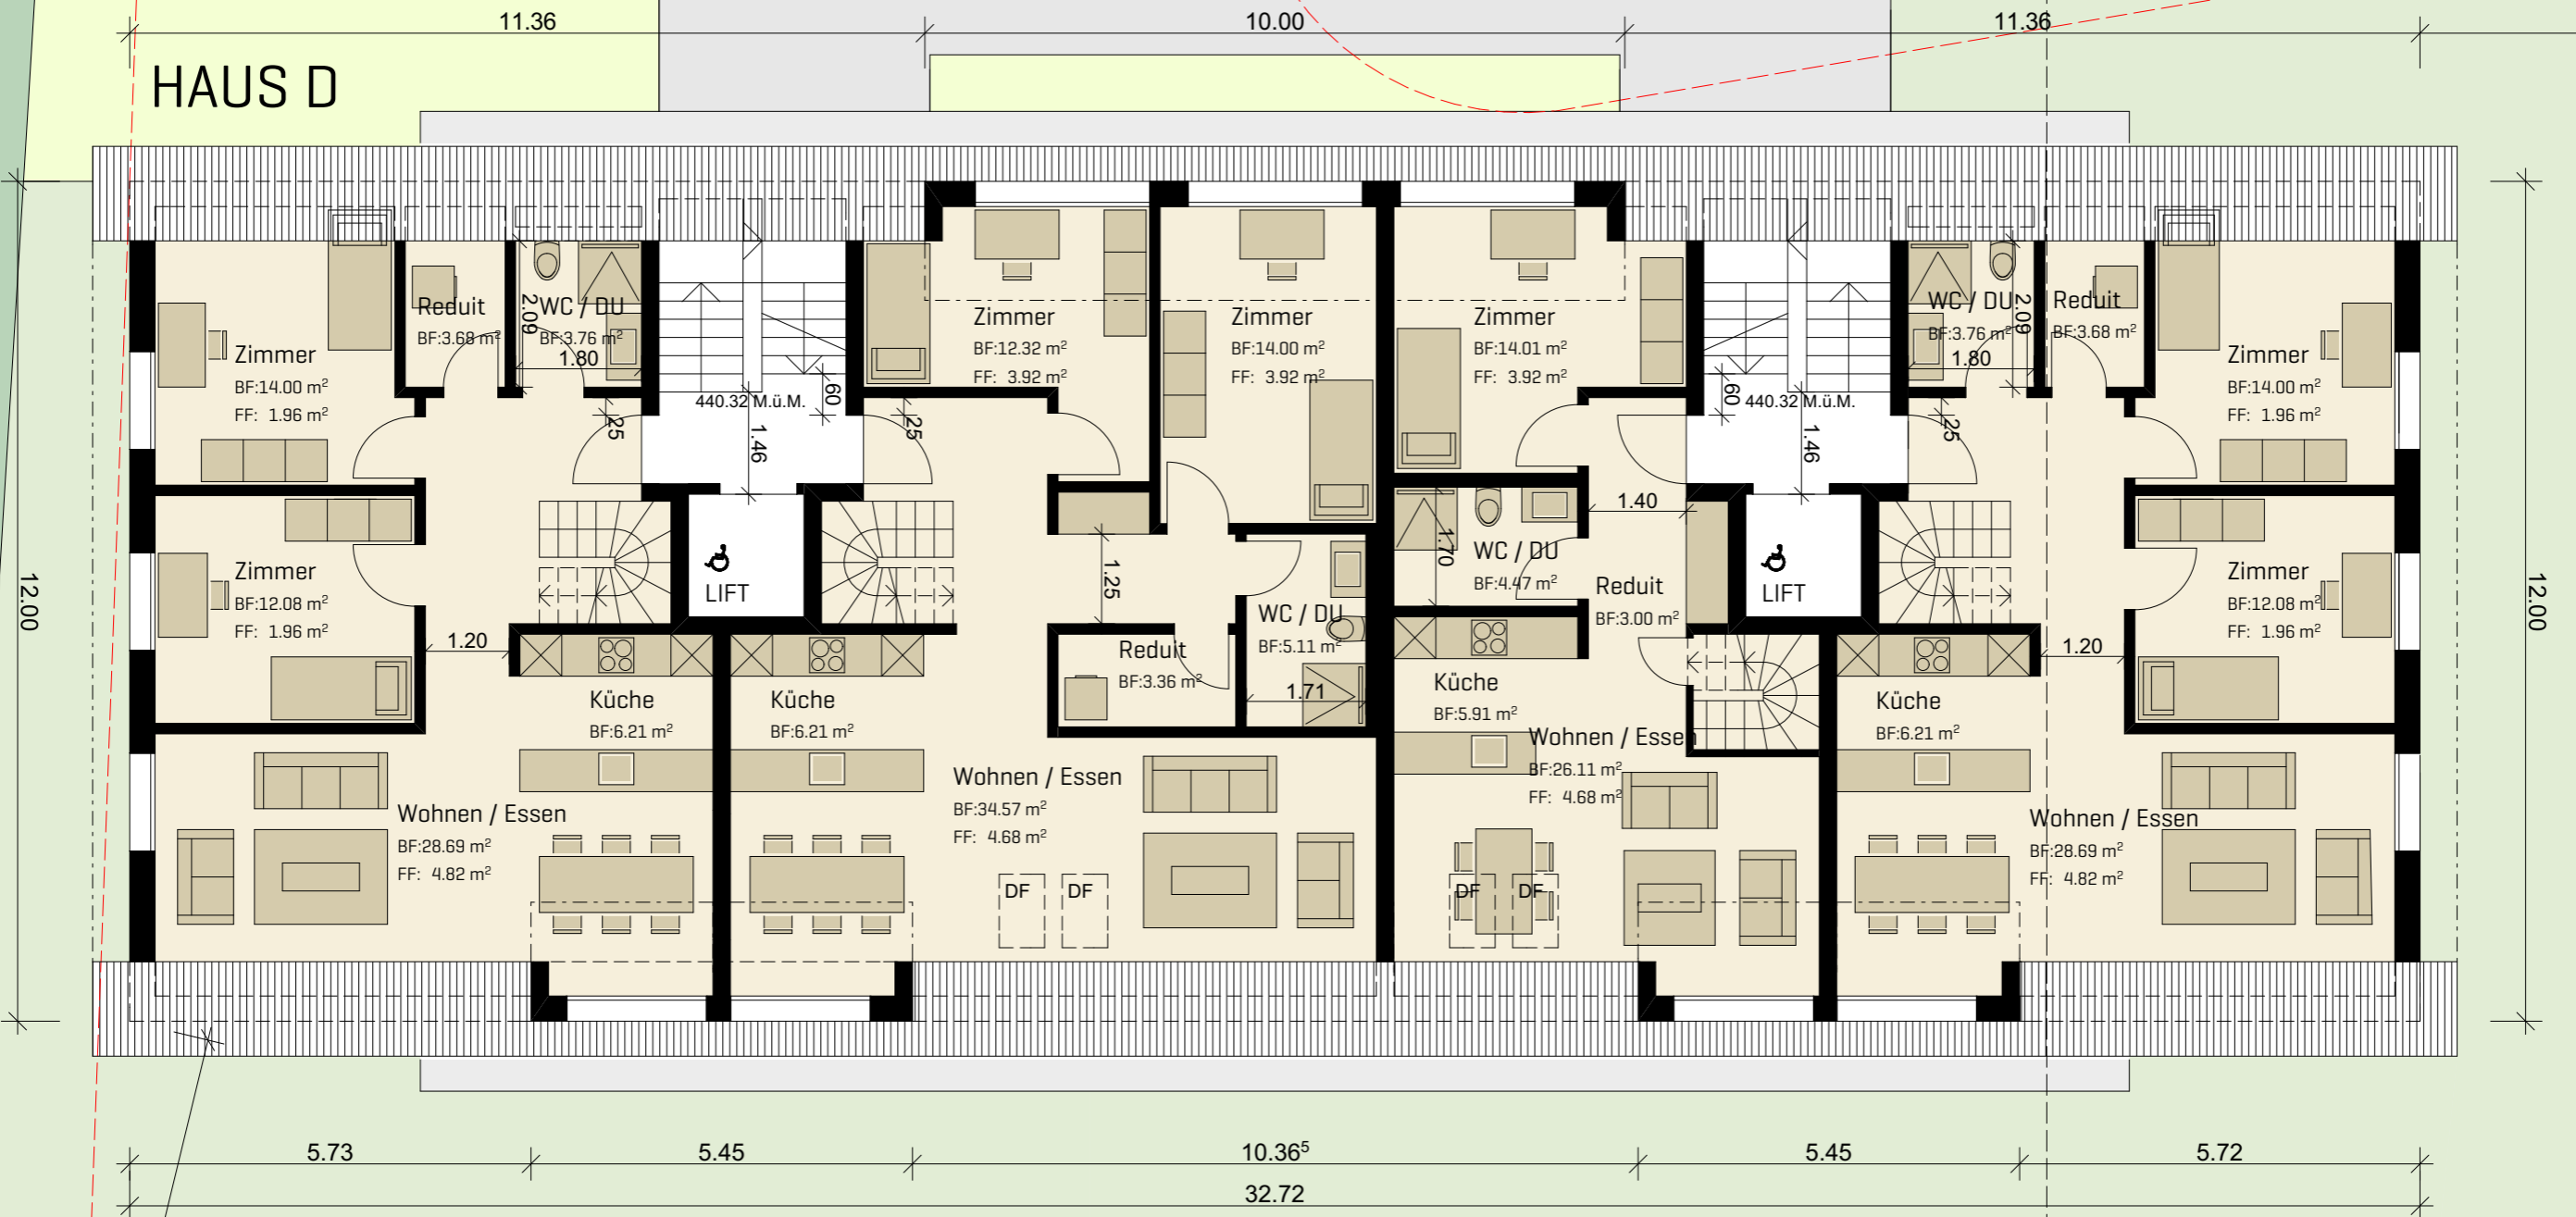 11.36
10.00
11.36
HAUS D
12.00
12.00
Zimmer
BF:14.00 m²
FF: 1.96 m²
Reduit
BF:3.68 m²
2.09
WC / DU
BF:3.76 m²
1.80
25
440.32 M.ü.M.
60
1.46
25
Zimmer
BF:12.32 m²
FF: 3.92 m²
Zimmer
BF:14.00 m²
FF: 3.92 m²
Zimmer
BF:14.01 m²
FF: 3.92 m²
440.32 M.ü.M.
60
1.46
25
WC / DU
BF:3.76 m²
2.09
1.80
Reduit
BF:3.68 m²
Zimmer
BF:14.00 m²
FF: 1.96 m²
Zimmer
BF:12.08 m²
FF: 1.96 m²
1.20
LIFT
1.25
Reduit
BF:3.36 m²
WC / DU
BF:5.11 m²
1.71
1.70
WC / DU
BF:4.47 m²
1.40
Reduit
BF:3.00 m²
LIFT
1.20
Zimmer
BF:12.08 m²
FF: 1.96 m²
Küche
BF:6.21 m²
Küche
BF:6.21 m²
Küche
BF:5.91 m²
Küche
BF:6.21 m²
Wohnen / Essen
BF:28.69 m²
FF: 4.82 m²
Wohnen / Essen
BF:34.57 m²
FF: 4.68 m²
DF
DF
Wohnen / Essen
BF:26.11 m²
FF: 4.68 m²
DF
DF
Wohnen / Essen
BF:28.69 m²
FF: 4.82 m²
5.73
5.45
10.36⁵
5.45
5.72
32.72